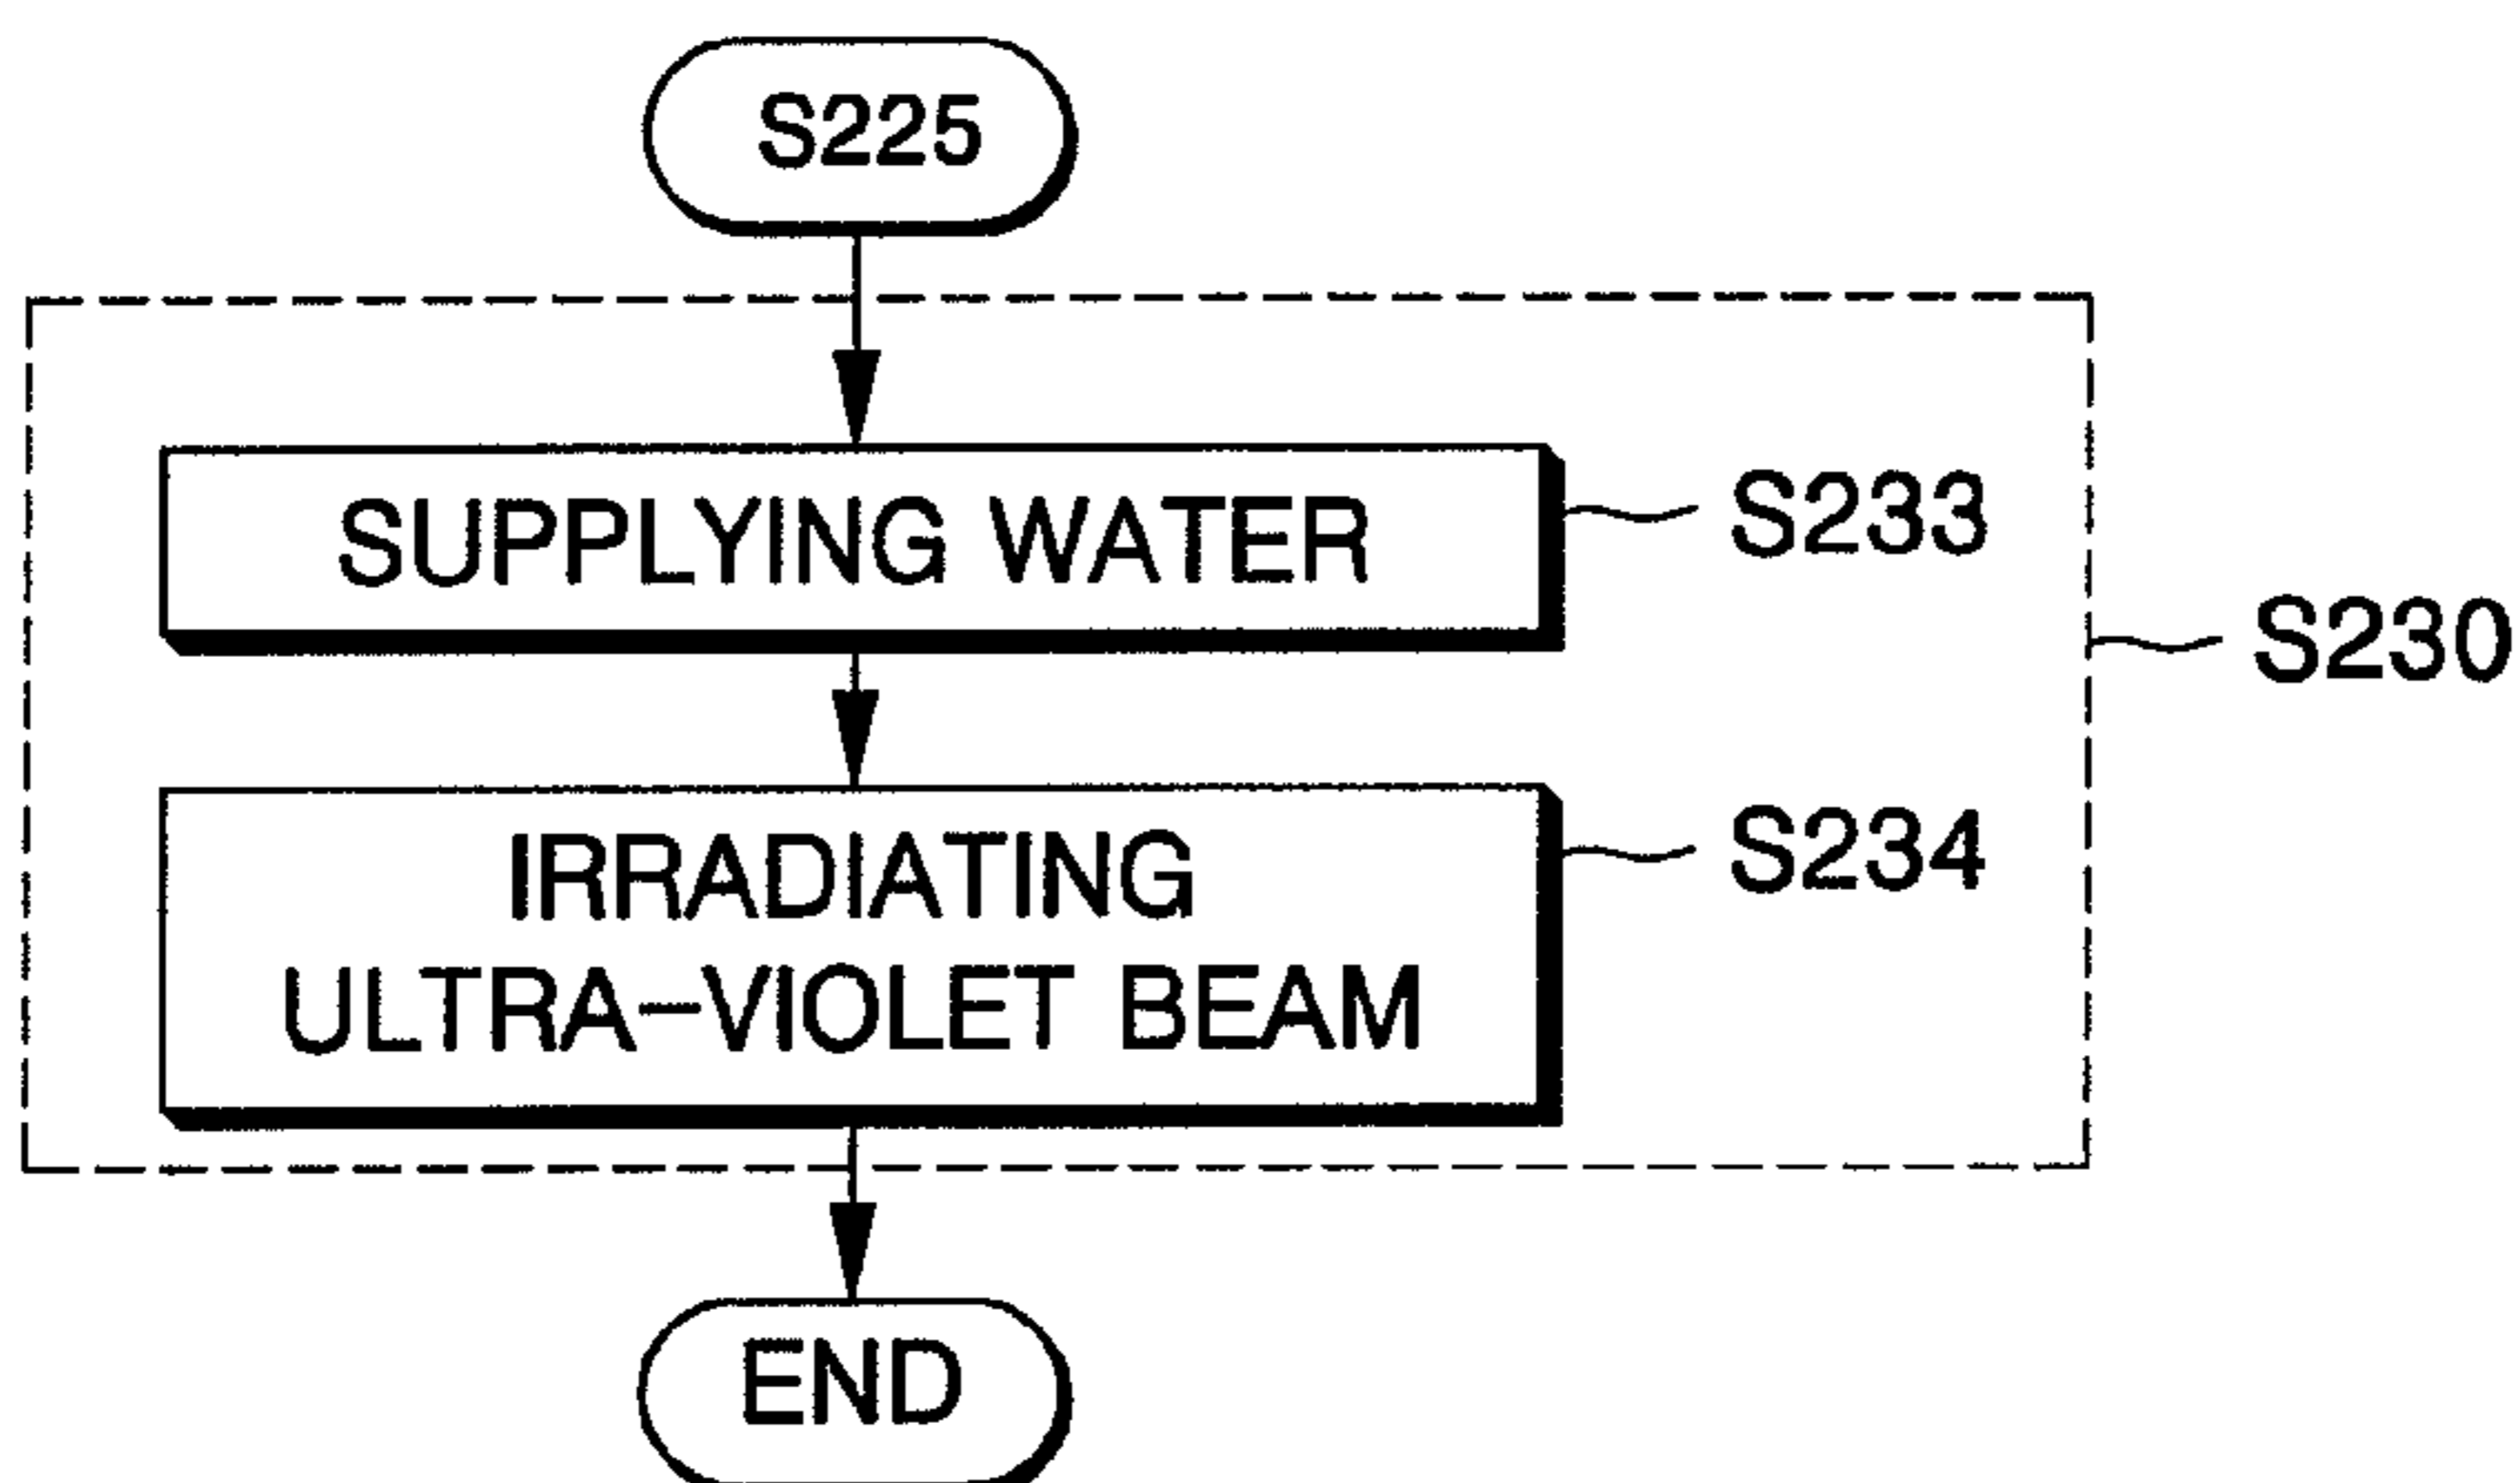 S225
SUPPLYING WATER
S233
S230
IRRADIATING
ULTRA-VIOLET BEAM
S234
END